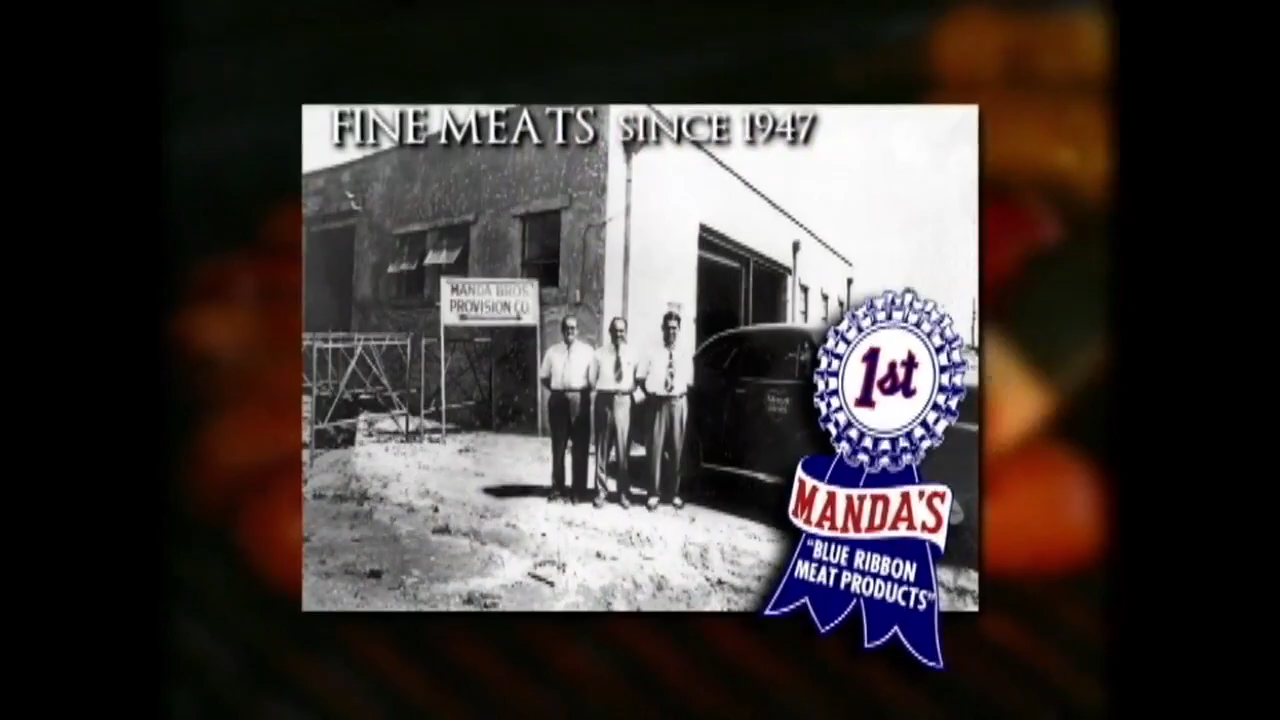 FINE MEATS SINCE 1947
MANDA BROS
PROVISION CO.
1st
MANDA'S
"BLUE RIBBON
MEAT PRODUCTS"